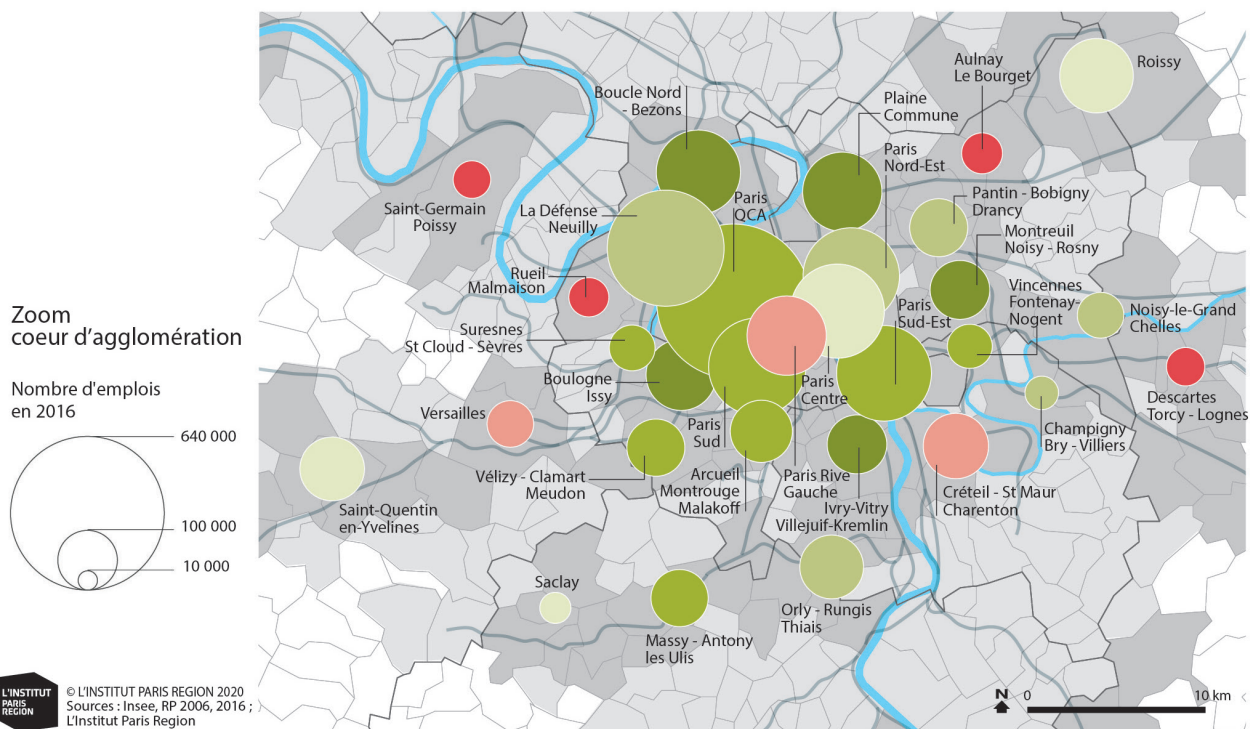 Zoom
coeur d'agglomération
Nombre d'emplois
en 2016
640 000
100 000
10 000
L'INSTITUT
PARIS
REGION
© L'INSTITUT PARIS REGION 2020
Sources : Insee, RP 2006, 2016 ;
L'Institut Paris Region
Aulnay
Le Bourget
Roissy
Boucle Nord
- Bezons
Plaine
Commune
Paris
Nord-Est
Saint-Germain
Poissy
La Défense
Neuilly
Paris
QCA
Pantin - Bobigny
Drancy
Montreuil
Noisy - Rosny
Rueil
Malmaison
Vincennes
Fontenay-
Nogent
Noisy-le-Grand
Chelles
Suresnes
St Cloud - Sèvres
Paris
Sud-Est
Boulogne
Issy
Paris
Centre
Descartes
Torcy - Lognes
Versailles
Paris
Sud
Champigny
Bry - Villiers
Vélizy - Clamart
Meudon
Arcueil
Montrouge
Malakoff
Paris Rive
Gauche
Ivry-Vitry
Villejuif-Kremlin
Créteil - St Maur
Charenton
Saint-Quentin
en-Yvelines
Saclay
Massy - Antony
les Ulis
Orly - Rungis
Thiais
N
0
10 km